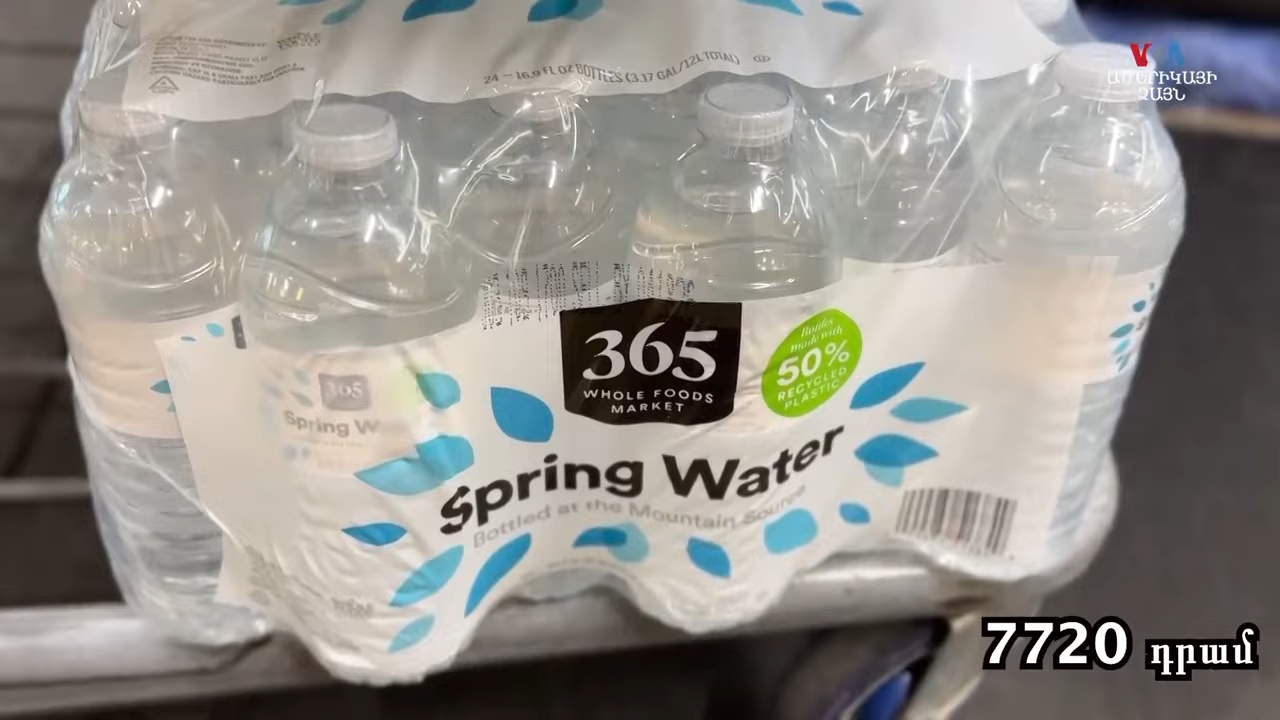 24 – 16.9 FL OZ BOTTLES (3.17 GAL/12L TOTAL)
VOA
ԱՄԵՐԻԿԱՅԻ
ՁԱՅՆ
365
WHOLE FOODS
MARKET
Bottles
made with
50%
RECYCLED
PLASTIC
365
Spring W
Spring Water
Bottled at the Mountain Source
7720 դրամ